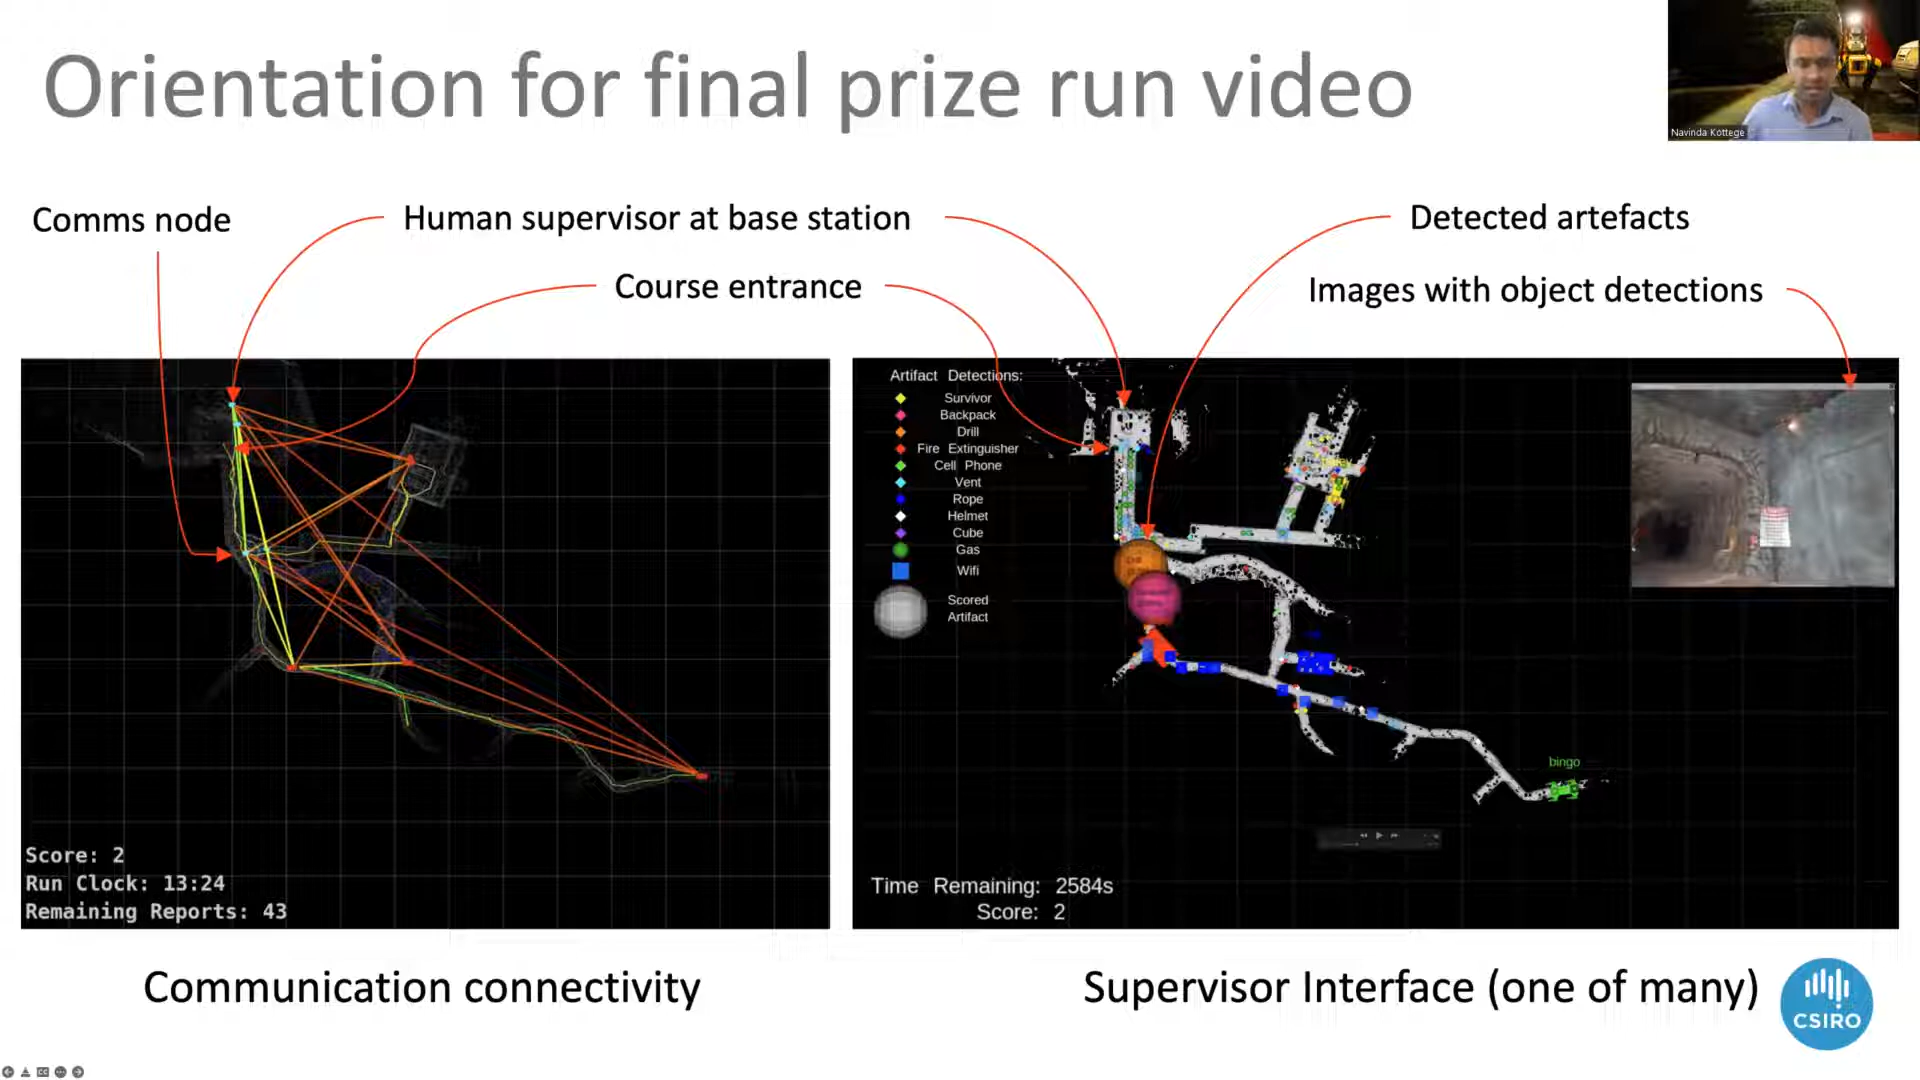 Orientation for final prize run video
Navinda Kottege
Comms node
Human supervisor at base station
Detected artefacts
Course entrance
Images with object detections
Score: 2
Run Clock: 13:24
Remaining Reports: 43
Artifact Detections:
Survivor
Backpack
Drill
Fire Extinguisher
Cell Phone
Vent
Rope
Helmet
Cube
Gas
Wifi
Scored
Artifact
bingo
Time Remaining: 2584s
Score: 2
Communication connectivity
Supervisor Interface (one of many)
CSIRO